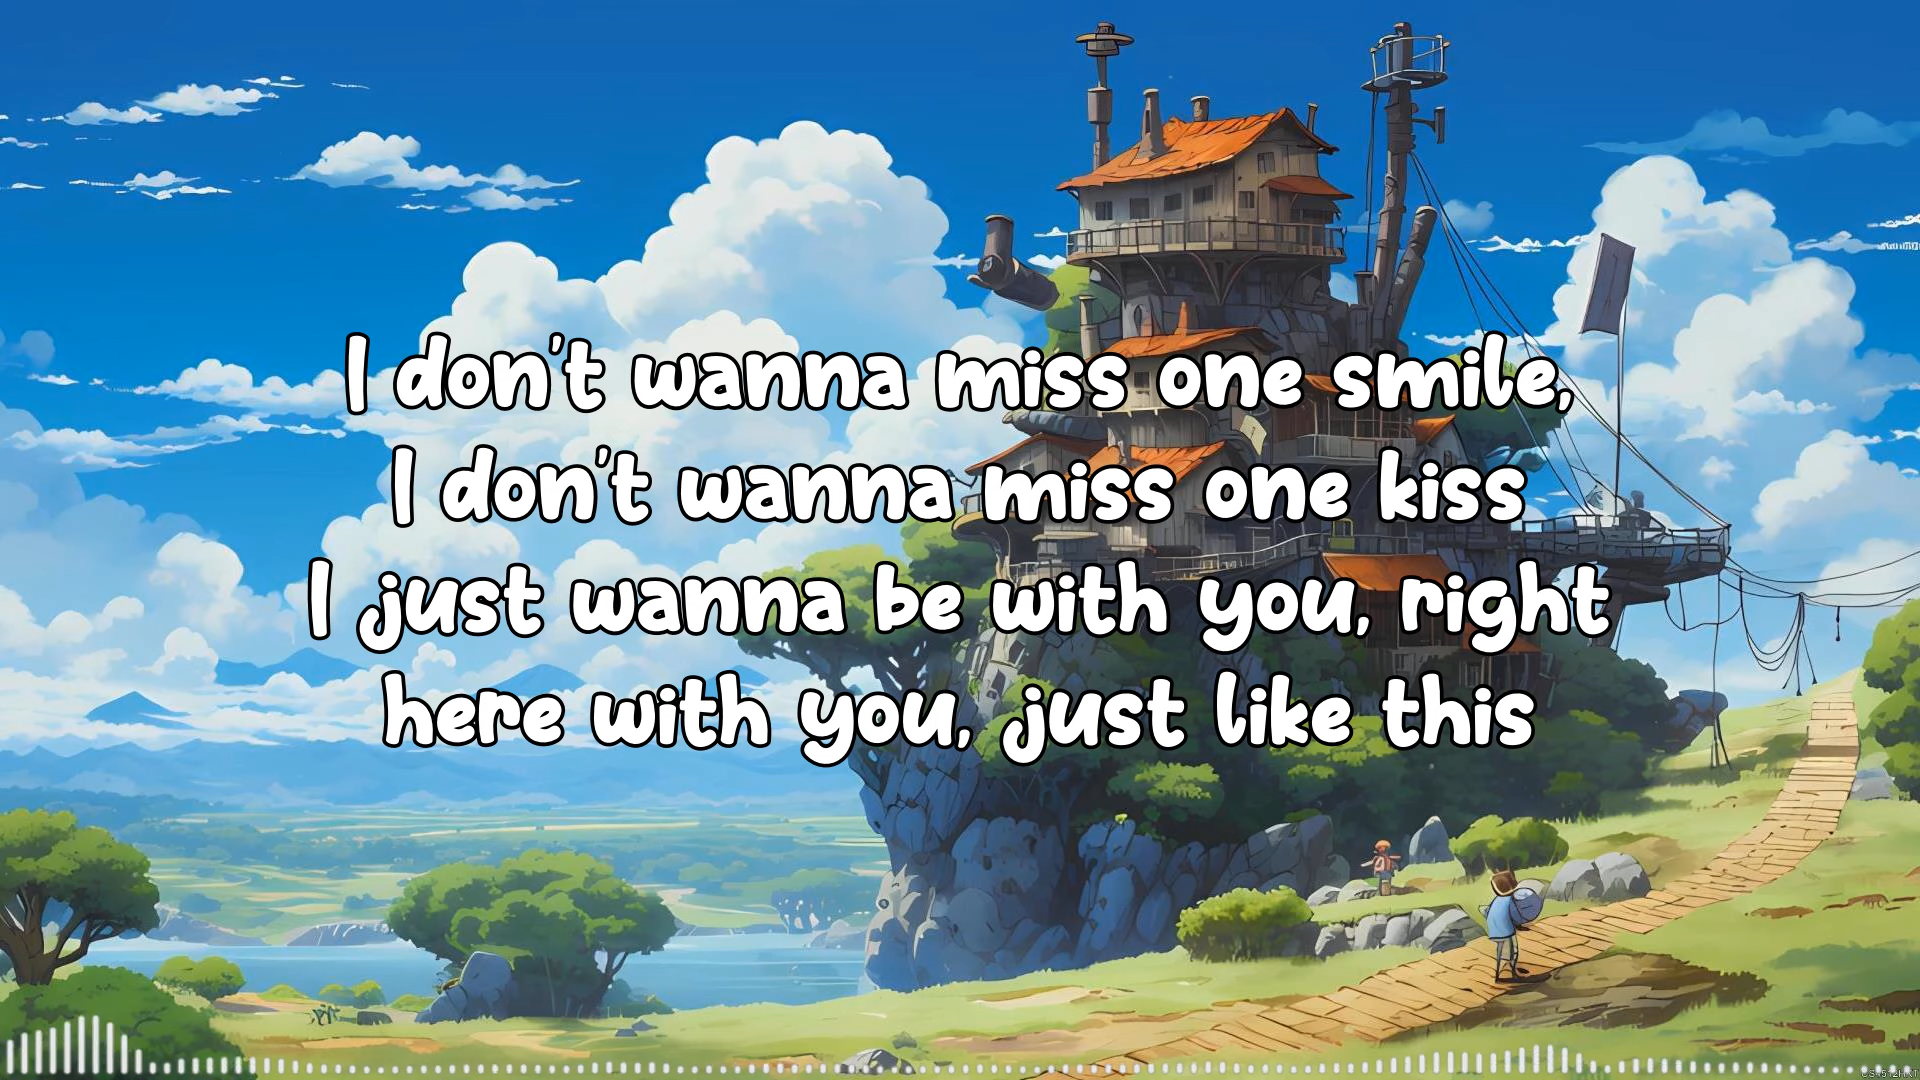 I don't wanna miss one smile,
I don't wanna miss one kiss
I just wanna be with you, right
here with you, just like this